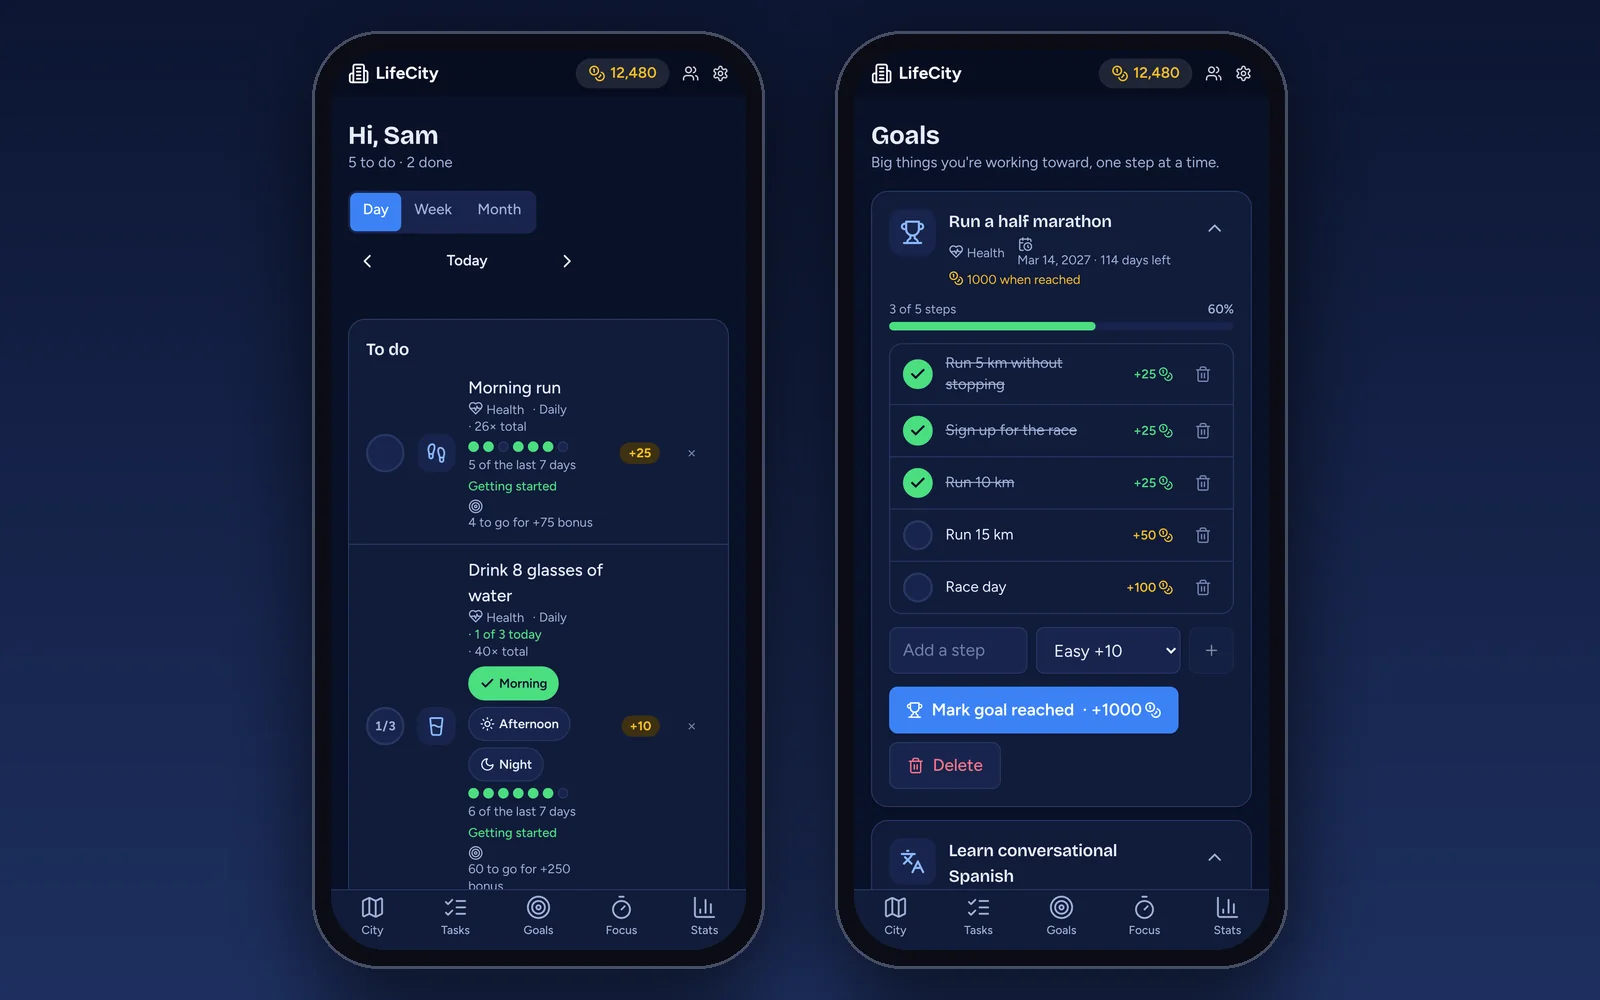 LifeCity
12,480
Hi, Sam
5 to do · 2 done
Day Week Month
Today
To do
Morning run
Health · Daily
· 26× total
5 of the last 7 days
Getting started
4 to go for +75 bonus
+25
×
Drink 8 glasses of
water
Health · Daily
· 1 of 3 today
· 40× total
Morning
1/3
Afternoon
+10
×
Night
6 of the last 7 days
Getting started
60 to go for +250
bonus
City Tasks Goals Focus Stats
LifeCity
12,480
Goals
Big things you're working toward, one step at a time.
Run a half marathon
Health
Mar 14, 2027 · 114 days left
1000 when reached
3 of 5 steps 60%
Run 5 km without
stopping
+25
Sign up for the race +25
Run 10 km +25
Run 15 km +50
Race day +100
Add a step Easy +10 +
Mark goal reached · +1000
Delete
Learn conversational
Spanish
City Tasks Goals Focus Stats